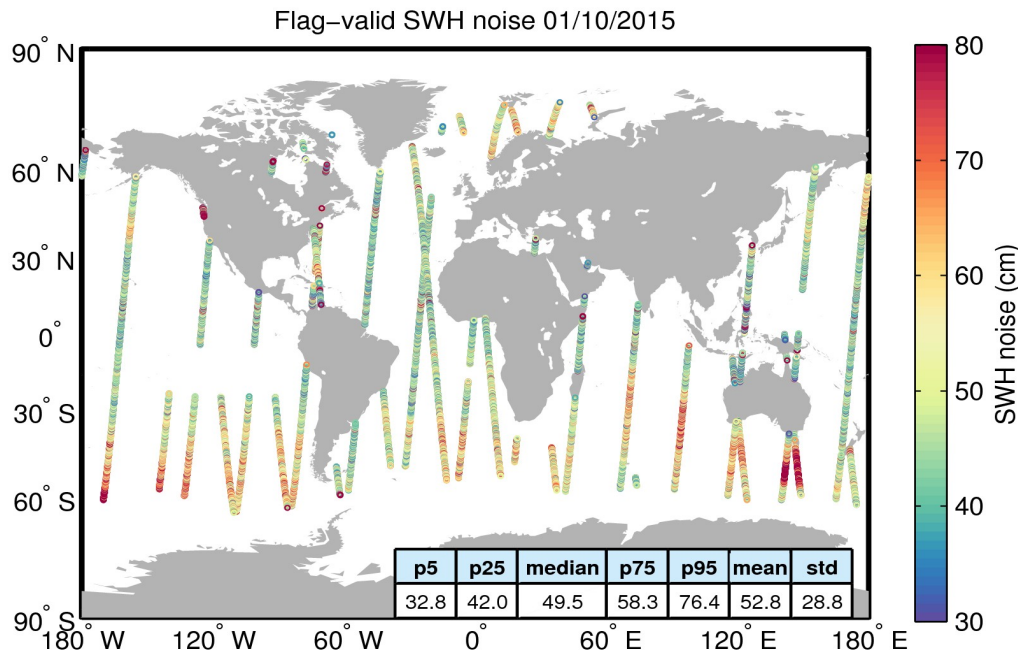 Flag−valid SWH noise 01/10/2015
90° N
60° N
30° N
0°
30° S
60° S
90° S
180° W
120° W
60° W
0°
60° E
120° E
180° E
p5 p25 median p75 p95 mean std
32.8 42.0 49.5 58.3 76.4 52.8 28.8
80
70
60
50
40
30
SWH noise (cm)